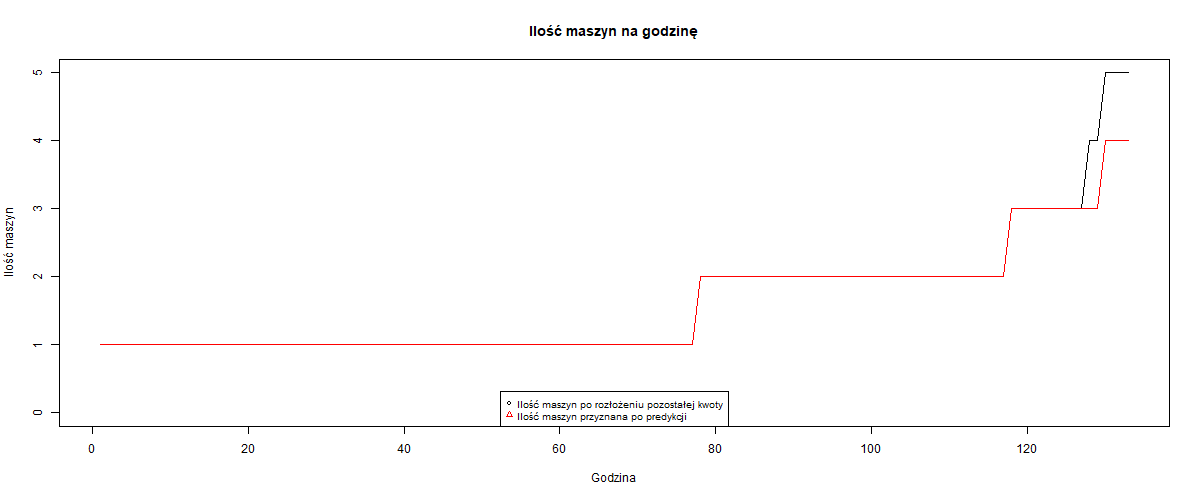 Ilość maszyn na godzinę
Ilość maszyn
5
4
3
2
1
0
Ilość maszyn po rozłożeniu pozostałej kwoty
Ilość maszyn przyznana po predykcji
0 20 40 60 80 100 120
Godzina